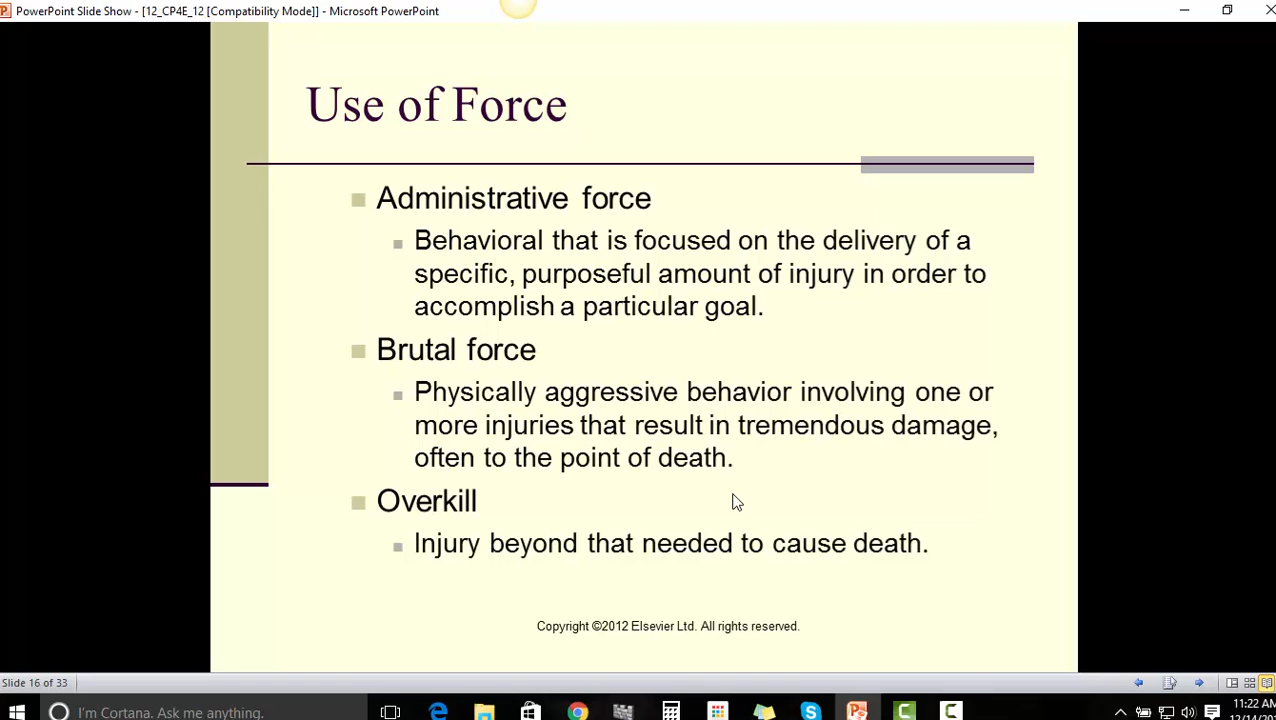 PowerPoint Slide Show - [12_CP4E_12 [Compatibility Mode]] - Microsoft PowerPoint
Use of Force
Administrative force
Behavioral that is focused on the delivery of a
specific, purposeful amount of injury in order to
accomplish a particular goal.
Brutal force
Physically aggressive behavior involving one or
more injuries that result in tremendous damage,
often to the point of death.
Overkill
Injury beyond that needed to cause death.
Copyright ©2012 Elsevier Ltd. All rights reserved.
Slide 16 of 33
I'm Cortana. Ask me anything.
11:22 AM